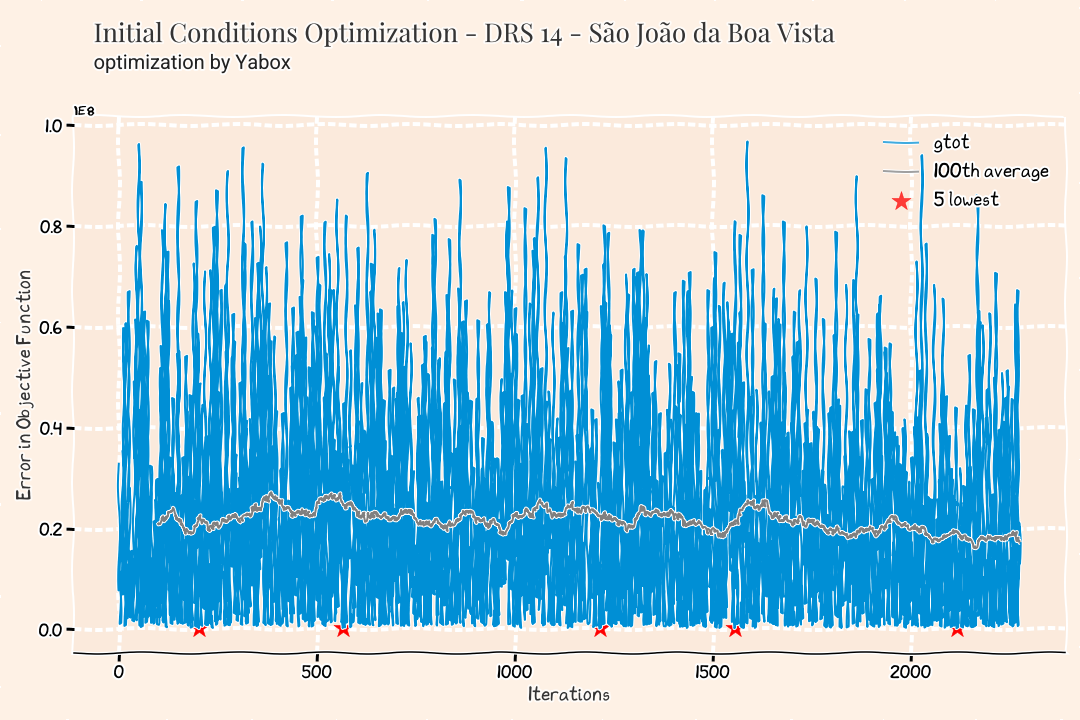 Initial Conditions Optimization - DRS 14 - São João da Boa Vista
optimization by Yabox
1E8
1.0
0.8
0.6
0.4
0.2
0.0
Error in Objective Function
gtot
100th average
5 lowest
0
500
1000
1500
2000
Iterations